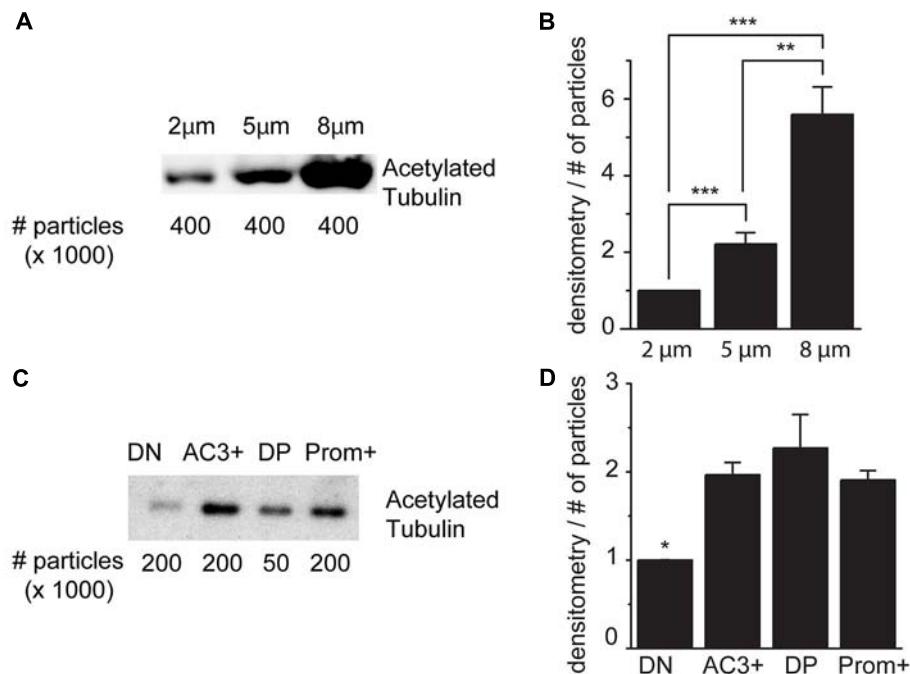 A
2µm 5µm 8µm
Acetylated
Tubulin
# particles
(x 1000)
400 400 400
B
***
**
***
densitometry / # of particles
6
4
2
0
2 µm 5 µm 8 µm
C
DN AC3+ DP Prom+
Acetylated
Tubulin
# particles
(x 1000)
200 200 50 200
D
densitometry / # of particles
3
2
1
0
*
DN AC3+ DP Prom+